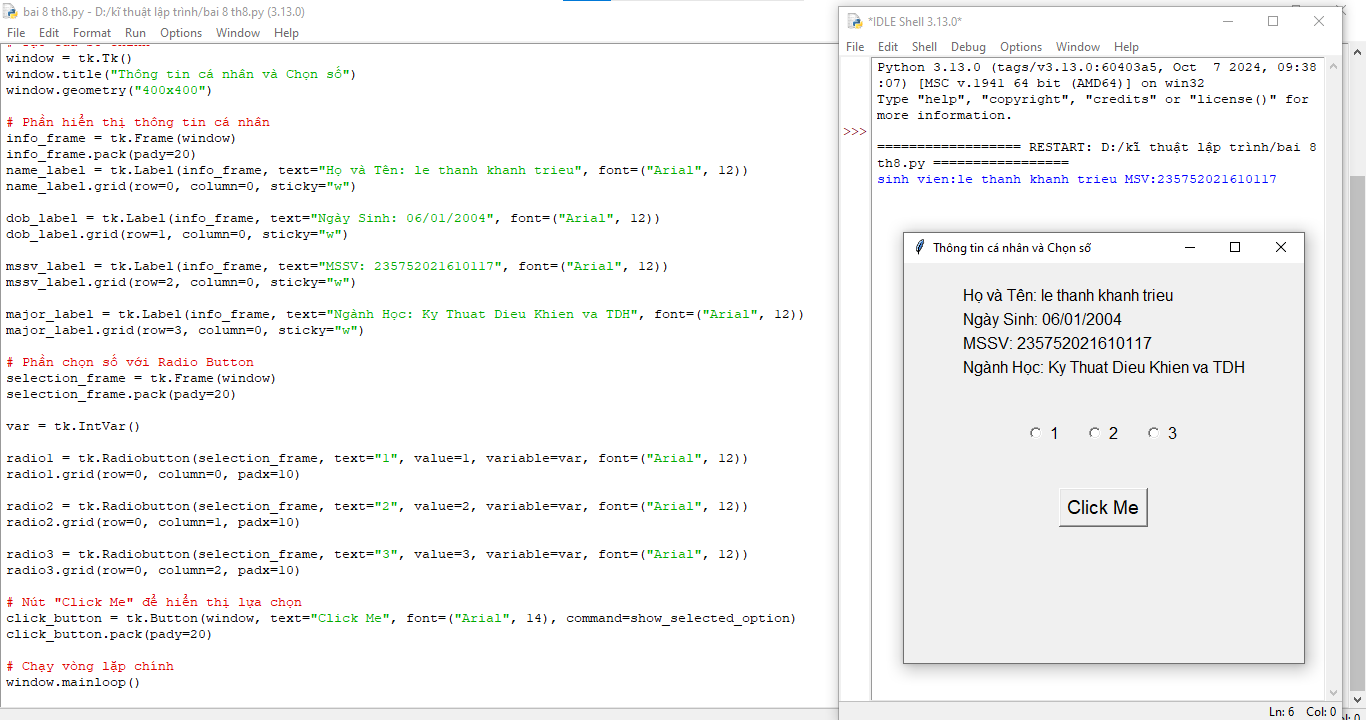 bai 8 th8.py - D:/kĩ thuật lập trình/bai 8 th8.py (3.13.0)
File Edit Format Run Options Window Help
window = tk.Tk()
window.title("Thông tin cá nhân và Chọn số")
window.geometry("400x400")
# Phần hiển thị thông tin cá nhân
info_frame = tk.Frame(window)
info_frame.pack(pady=20)
name_label = tk.Label(info_frame, text="Họ và Tên: le thanh khanh trieu", font=("Arial", 12))
name_label.grid(row=0, column=0, sticky="w")
dob_label = tk.Label(info_frame, text="Ngày Sinh: 06/01/2004", font=("Arial", 12))
dob_label.grid(row=1, column=0, sticky="w")
mssv_label = tk.Label(info_frame, text="MSSV: 235752021610117", font=("Arial", 12))
mssv_label.grid(row=2, column=0, sticky="w")
major_label = tk.Label(info_frame, text="Ngành Học: Ky Thuat Dieu Khien va TDH", font=("Arial", 12))
major_label.grid(row=3, column=0, sticky="w")
# Phần chọn số với Radio Button
selection_frame = tk.Frame(window)
selection_frame.pack(pady=20)
var = tk.IntVar()
radio1 = tk.Radiobutton(selection_frame, text="1", value=1, variable=var, font=("Arial", 12))
radio1.grid(row=0, column=0, padx=10)
radio2 = tk.Radiobutton(selection_frame, text="2", value=2, variable=var, font=("Arial", 12))
radio2.grid(row=0, column=1, padx=10)
radio3 = tk.Radiobutton(selection_frame, text="3", value=3, variable=var, font=("Arial", 12))
radio3.grid(row=0, column=2, padx=10)
# Nút "Click Me" để hiển thị lựa chọn
click_button = tk.Button(window, text="Click Me", font=("Arial", 14), command=show_selected_option)
click_button.pack(pady=20)
# Chạy vòng lặp chính
window.mainloop()
*IDLE Shell 3.13.0*
File Edit Shell Debug Options Window Help
Python 3.13.0 (tags/v3.13.0:60403a5, Oct  7 2024, 09:38
:07) [MSC v.1941 64 bit (AMD64)] on win32
Type "help", "copyright", "credits" or "license()" for
more information.
>>>
================== RESTART: D:/kĩ thuật lập trình/bai 8
th8.py =================
sinh vien:le thanh khanh trieu MSV:235752021610117
Thông tin cá nhân và Chọn số
Họ và Tên: le thanh khanh trieu
Ngày Sinh: 06/01/2004
MSSV: 235752021610117
Ngành Học: Ky Thuat Dieu Khien va TDH
1 2 3
Click Me
Ln: 6 Col: 0